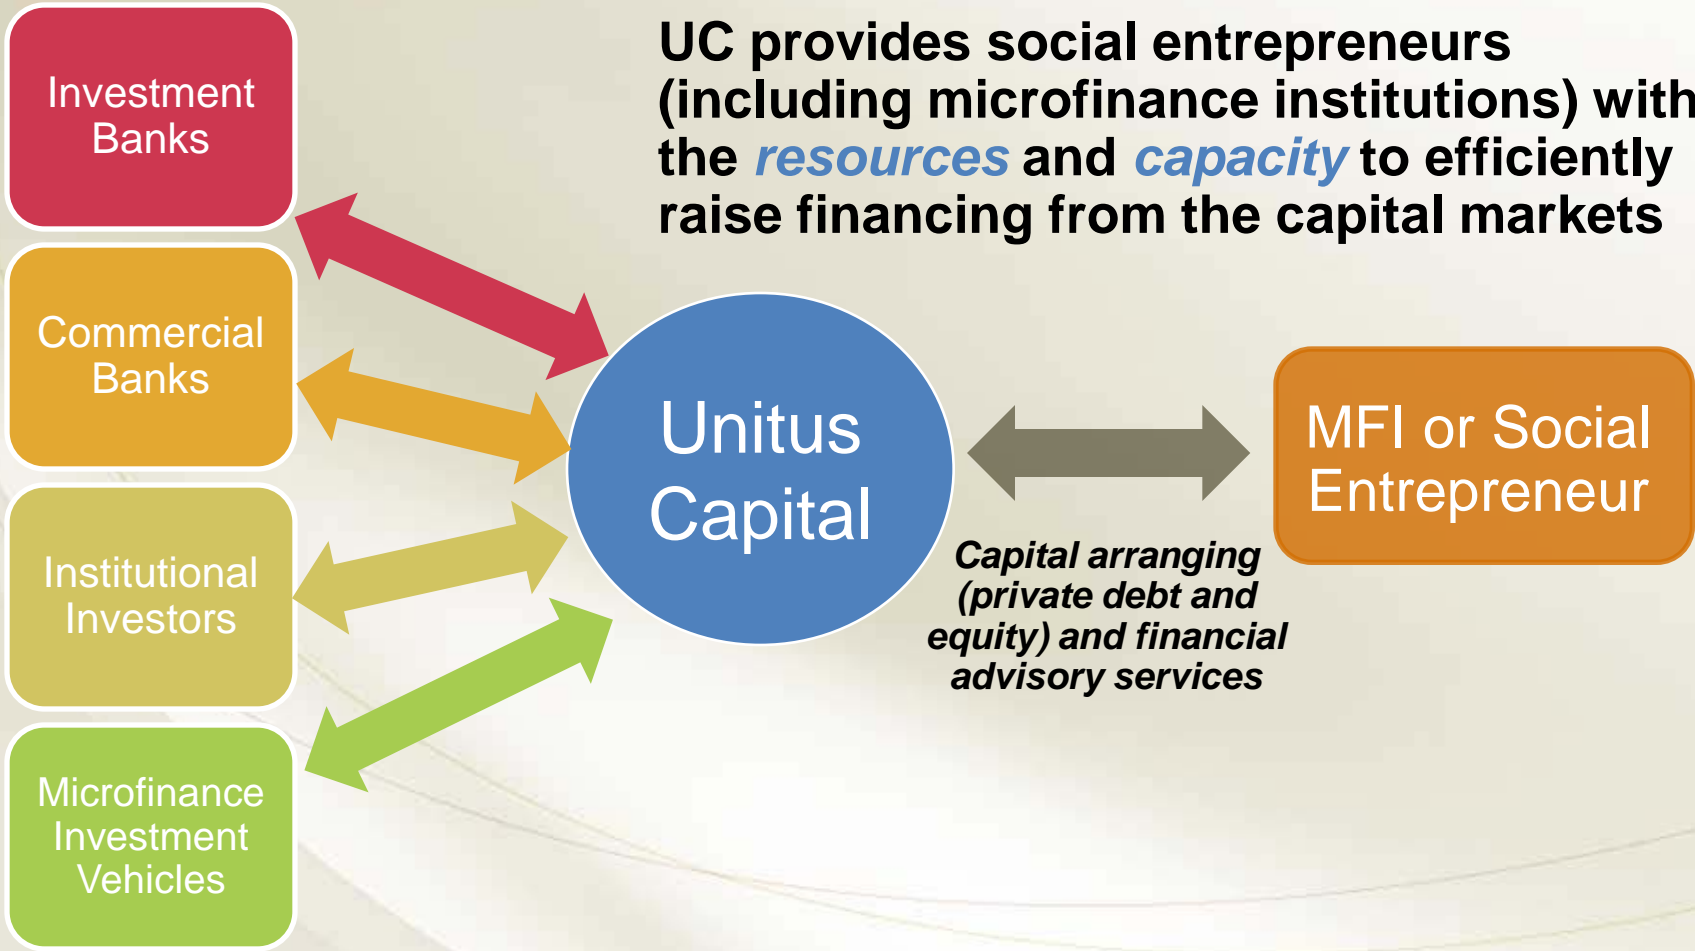 UC provides social entrepreneurs
(including microfinance institutions) with
the resources and capacity to efficiently
raise financing from the capital markets
Investment
Banks
Commercial
Banks
Institutional
Investors
Microfinance
Investment
Vehicles
Unitus
Capital
Capital arranging
(private debt and
equity) and financial
advisory services
MFI or Social
Entrepreneur